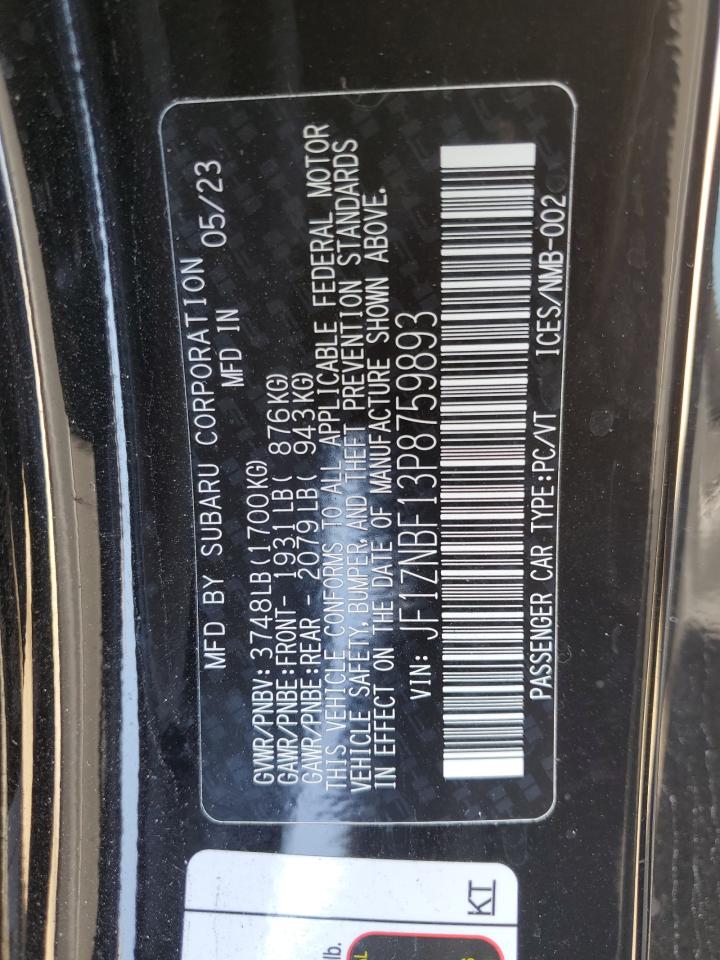 MFD BY SUBARU CORPORATION
MFD IN 05/23
GVWR/PNBV: 3748LB(1700KG)
GAWR/PNBE:FRONT- 1931LB( 876KG)
GAWR/PNBE:REAR - 2079LB( 943KG)
THIS VEHICLE CONFORMS TO ALL APPLICABLE FEDERAL MOTOR
VEHICLE SAFETY, BUMPER, AND THEFT PREVENTION STANDARDS
IN EFFECT ON THE DATE OF MANUFACTURE SHOWN ABOVE.
VIN: JF1ZNBF13P8759893
PASSENGER CAR TYPE:PC/VT ICES/NMB-002
lb.
KT